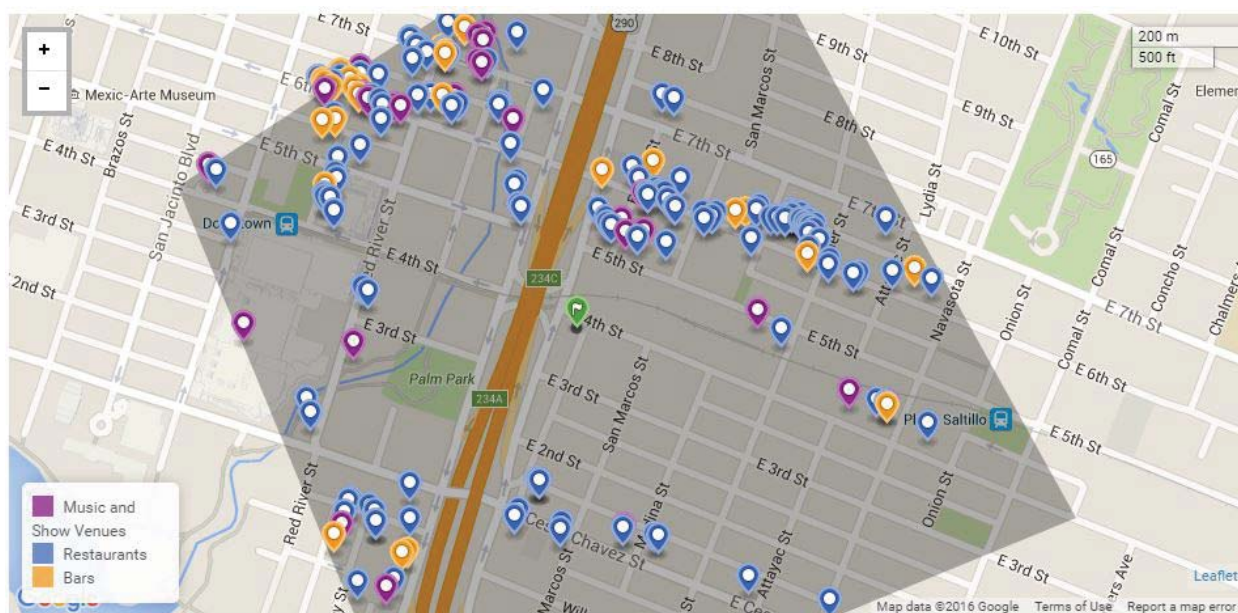 +
−
200 m
500 ft
E 7th St
290
E 8th St
E 9th St
E 10th St
Mexic-Arte Museum
San Marcos St
E 9th St
Comal St
E 8th St
Brazos St
E 4th St
E 5th St
E 7th St
165
San Jacinto Blvd
Lydia St
E 3rd St
Red River St
E 7th St
E 4th St
E 5th St
E 2nd St
234C
Navasota St
Onion St
Comal St
Concho St
Chalmers
E 7th St
E 3rd St
4th St
E 5th St
E 6th St
San Marcos St
Palm Park
E 3rd St
234A
Saltillo
E 5th St
E 2nd St
E 3rd St
Red River St
Onion St
Chavez St
Attayac St
E 3rd St
Marcos St
Music and
Show Venues
Restaurants
Bars
Leaflet
Google
Map data ©2016 Google
Terms of Use
Report a map error